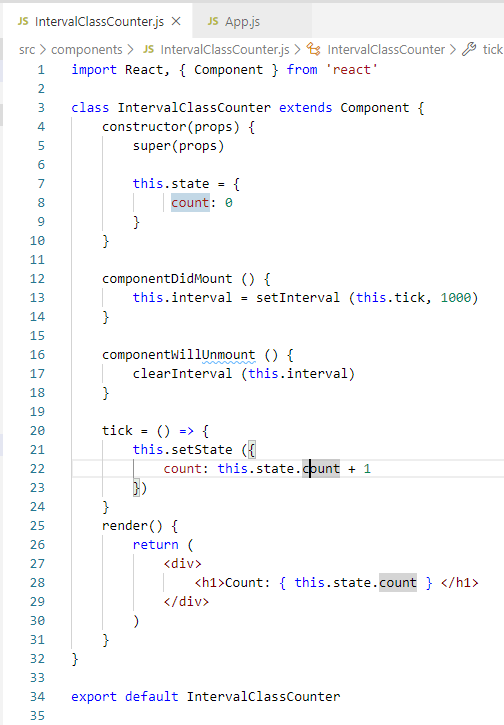 JS IntervalClassCounter.js × JS App.js
src > components > JS IntervalClassCounter.js > IntervalClassCounter > tick
1 import React, { Component } from 'react'
2
3 class IntervalClassCounter extends Component {
4     constructor(props) {
5         super(props)
6
7         this.state = {
8             count: 0
9         }
10     }
11
12     componentDidMount () {
13         this.interval = setInterval (this.tick, 1000)
14     }
15
16     componentWillUnmount () {
17         clearInterval (this.interval)
18     }
19
20     tick = () => {
21         this.setState ({
22             count: this.state.count + 1
23         })
24     }
25     render() {
26         return (
27             <div>
28                 <h1>Count: { this.state.count } </h1>
29             </div>
30         )
31     }
32 }
33
34 export default IntervalClassCounter
35